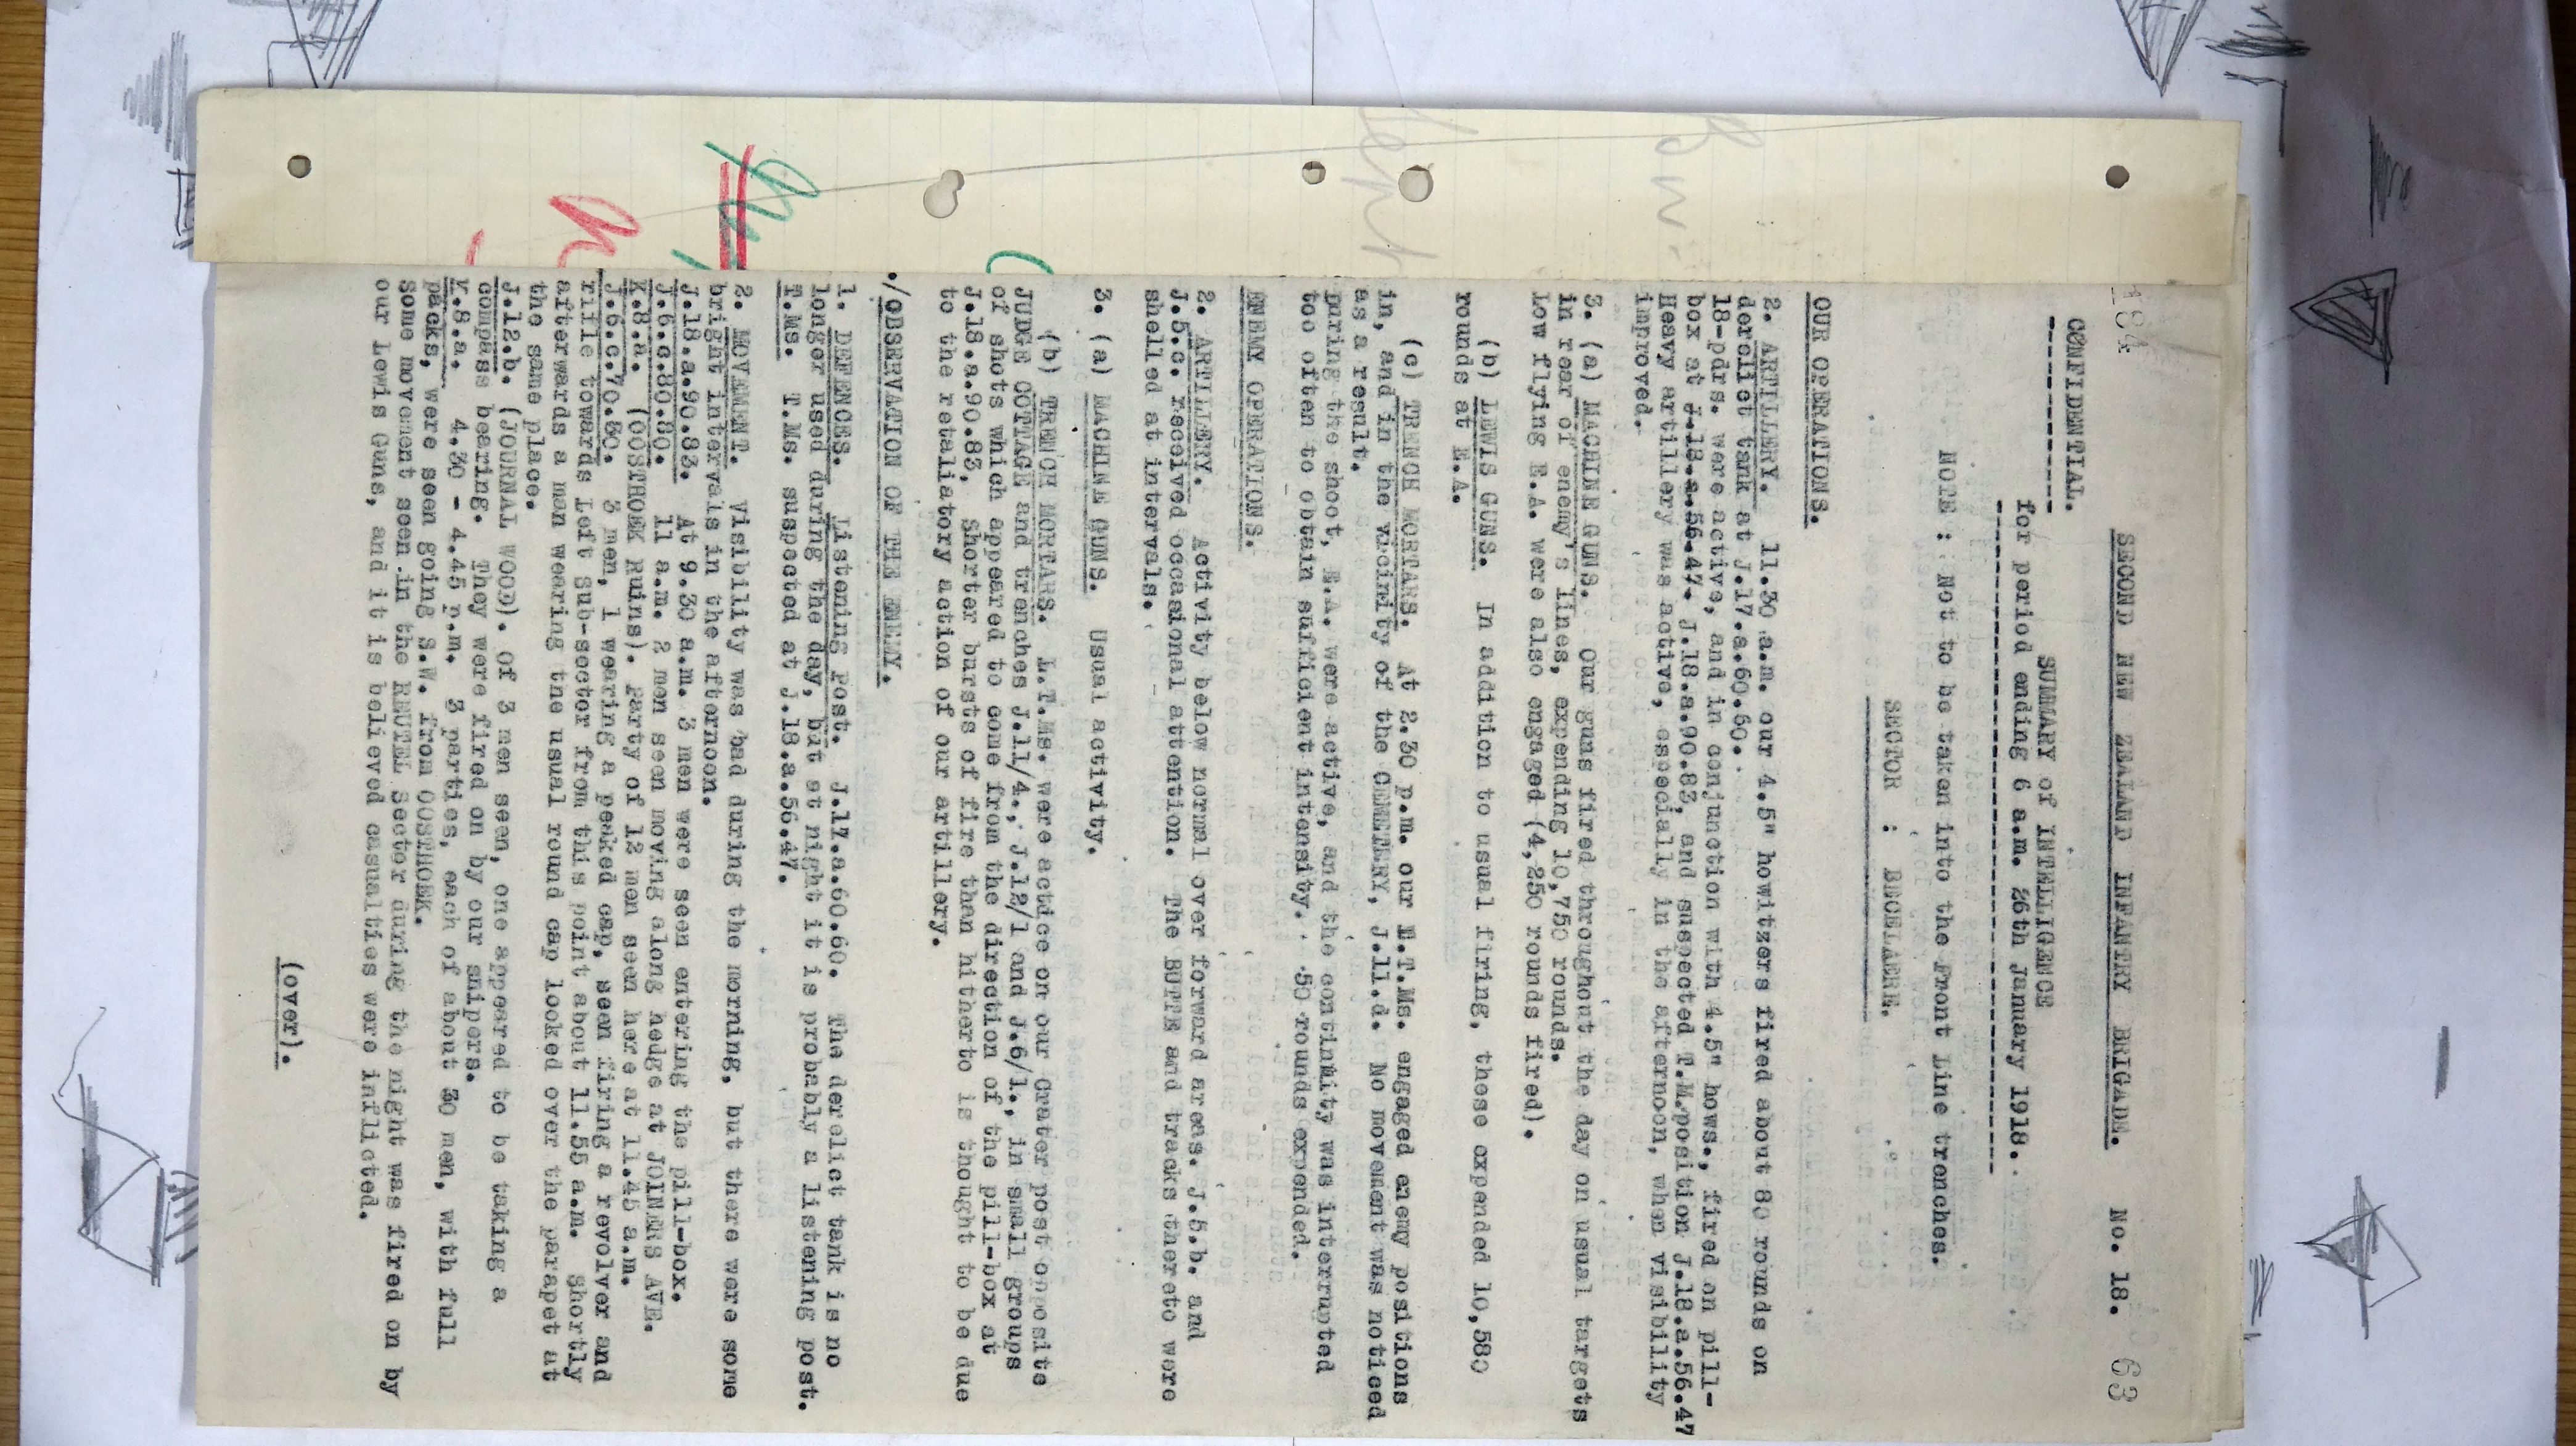 184
SECOND NEW ZEALAND INFANTRY BRIGADE. No. 18. 63
CONFIDENTIAL.
SUMMARY of INTELLIGENCE
for period ending 6 a.m. 26th January 1918.
NOTE : Not to be taken into the Front Line trenches.
SECTOR : BECELAERE.
OUR OPERATIONS.
2. ARTILLERY. 11.30 a.m. our 4.5" howitzers fired about 80 rounds on
derelict tank at J.17.a.60.60.
18-pdrs. were active, and in conjunction with 4.5" hows., fired on pill-
box at J.18.a.56.47. J.18.a.90.83, and suspected T.M.position J.18.a.56.47
Heavy artillery was active, especially in the afternoon, when visibility
improved.
3. (a) MACHINE GUNS. Our guns fired throughout the day on usual targets
in rear of enemy's lines, expending 10,750 rounds.
Low flying E.A. were also engaged (4,250 rounds fired).
(b) LEWIS GUNS. In addition to usual firing, these expended 10,580
rounds at E.A.
(c) TRENCH MORTARS. At 2.30 p.m. our L.T.Ms. engaged enemy positions
in, and in the vicinity of the CEMETERY, J.11.d. No movement was noticed
as a result.
During the shoot, E.A. were active, and the continuity was interrupted
too often to obtain sufficient intensity. 50 rounds expended.
ENEMY OPERATIONS.
2. ARTILLERY. Activity below normal over forward areas. J.5.b. and
J.5.c. received occasional attention. The BUTTE and tracks thereto were
shelled at intervals.
3. (a) MACHINE GUNS. Usual activity.
(b) TRENCH MORTARS. L.T.Ms. were actice on our Crater post opposite
JUDGE COTTAGE and trenches J.11/4., J.12/1 and J.6/1., in small groups
of shots which appeared to come from the direction of the pill-box at
J.18.a.90.83. Shorter bursts of fire than hitherto is thought to be due
to the retaliatory action of our artillery.
./OBSERVATION OF THE ENEMY.
1. DEFENCES. Listening post. J.17.a.60.60. The derelict tank is no
longer used during the day, but at night it is probably a listening post.
T.Ms. T.Ms. suspected at J.18.a.56.47.
2. MOVEMENT. Visibility was bad during the morning, but there were some
bright intervals in the afternoon.
J.18.a.90.83. At 9.30 a.m. 3 men were seen entering the pill-box.
J.6.c.80.80. 11 a.m. 2 men seen moving along hedge at JOINERS AVE.
K.8.a. (OOSTHOEK Ruins). Party of 12 men seen here at 11.45 a.m.
J.6.c.70.50. 3 men, 1 wearing a peaked cap, seen firing a revolver and
rifle towards Left Sub-sector from this point about 11.55 a.m. Shortly
afterwards a man wearing the usual round cap looked over the parapet at
the same place.
J.12.b. (JOURNAL WOOD). Of 3 men seen, one appeared to be taking a
compass bearing. They were fired on by our snipers.
K.8.a. 4.30 - 4.45 p.m. 3 parties, each of about 30 men, with full
packs, were seen going S.W. from OOSTHOEK.
Some movement seen in the REUTEL Sector during the night was fired on by
our Lewis Guns, and it is believed casualties were inflicted.
(over).